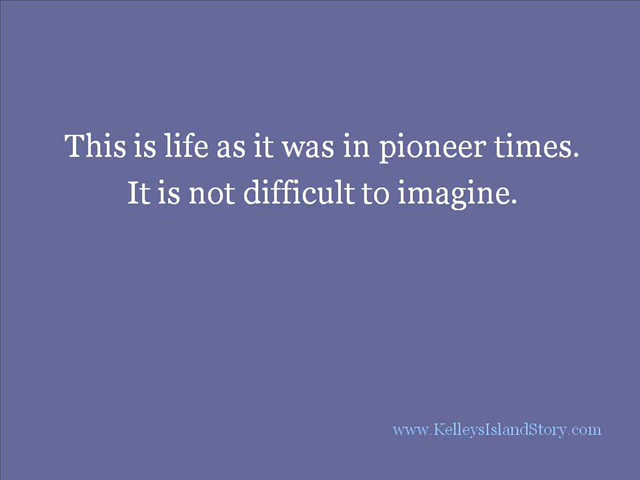 This is life as it was in pioneer times.
It is not difficult to imagine.
www.KelleysIslandStory.com